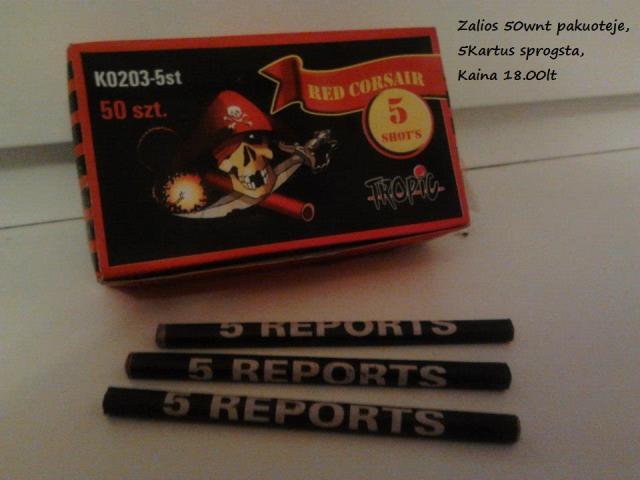 Zalios 50wnt pakuoteje,
5Kartus sprogsta,
Kaina 18.00lt
K0203-5st
50 szt.
RED CORSAIR
5
SHOT'S
TROPIC
5 REPORTS
5 REPORTS
5 REPORTS